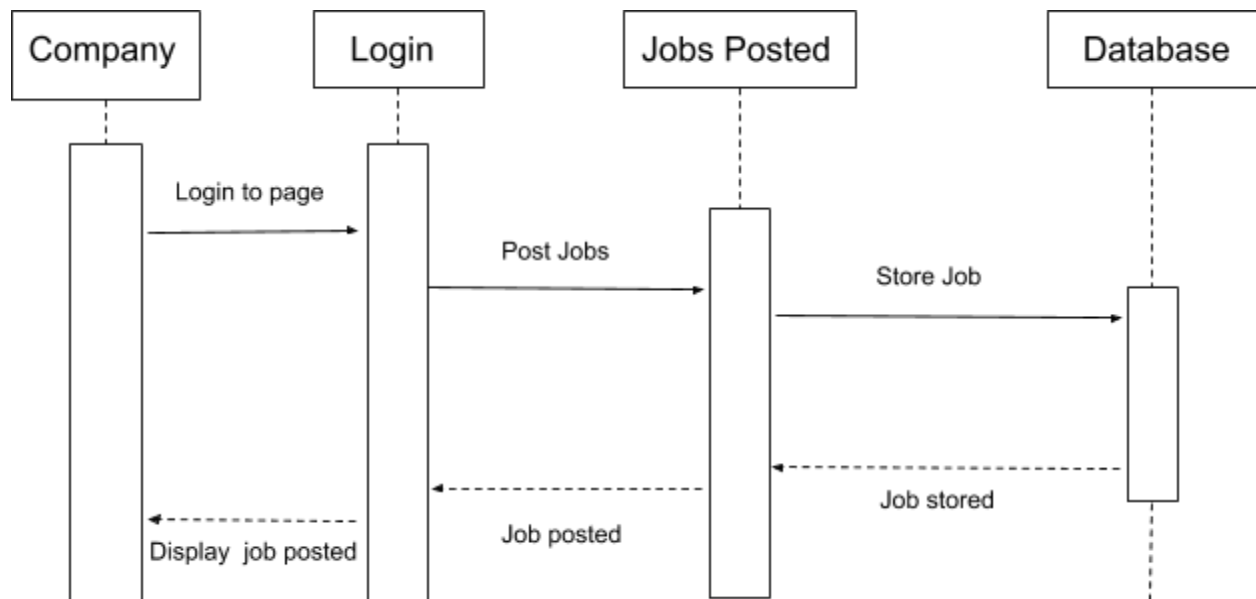 Company
Login
Jobs Posted
Database
Login to page
Post Jobs
Store Job
Job stored
Job posted
Display job posted